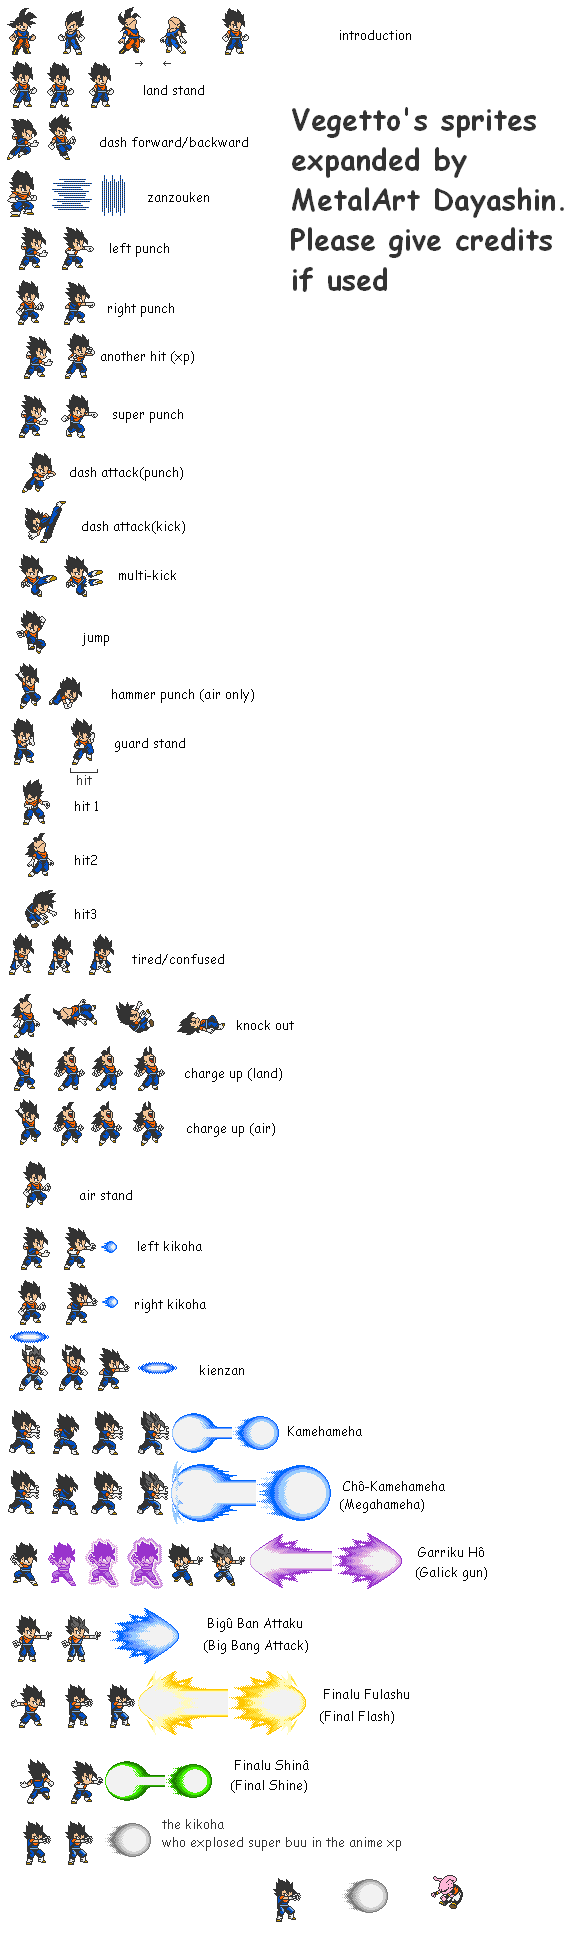 introduction
land stand
Vegetto's sprites
expanded by
MetalArt Dayashin.
Please give credits
if used
dash forward/backward
zanzouken
left punch
right punch
another hit (xp)
super punch
dash attack(punch)
dash attack(kick)
multi-kick
jump
hammer punch (air only)
guard stand
hit
hit 1
hit2
hit3
tired/confused
knock out
charge up (land)
charge up (air)
air stand
left kikoha
right kikoha
kienzan
Kamehameha
Chô-Kamehameha
(Megahameha)
Garriku Hô
(Galick gun)
Bigû Ban Attaku
(Big Bang Attack)
Finalu Fulashu
(Final Flash)
Finalu Shinâ
(Final Shine)
the kikoha
who explosed super buu in the anime xp